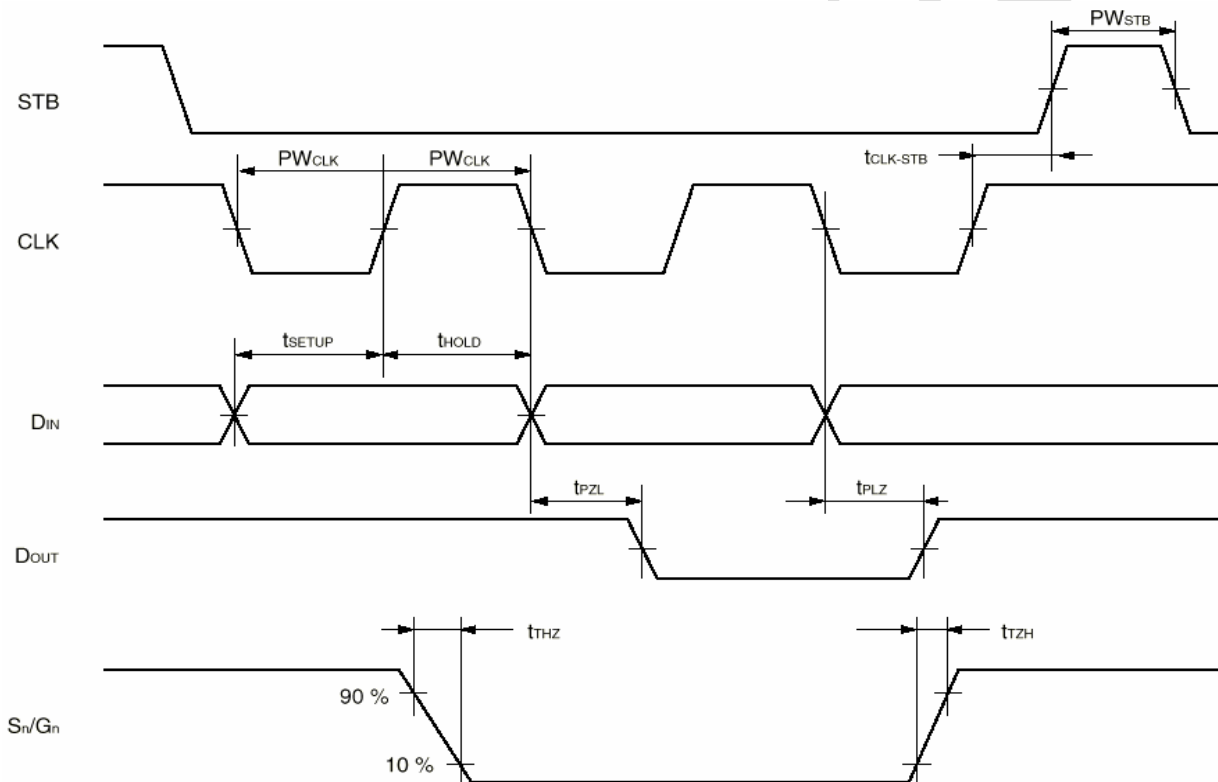 PWSTB
STB
PWCLK PWCLK
tCLK-STB
CLK
tSETUP tHOLD
DIN
tPZL tPLZ
DOUT
tTHZ tTZH
90 %
Sn/Gn
10 %